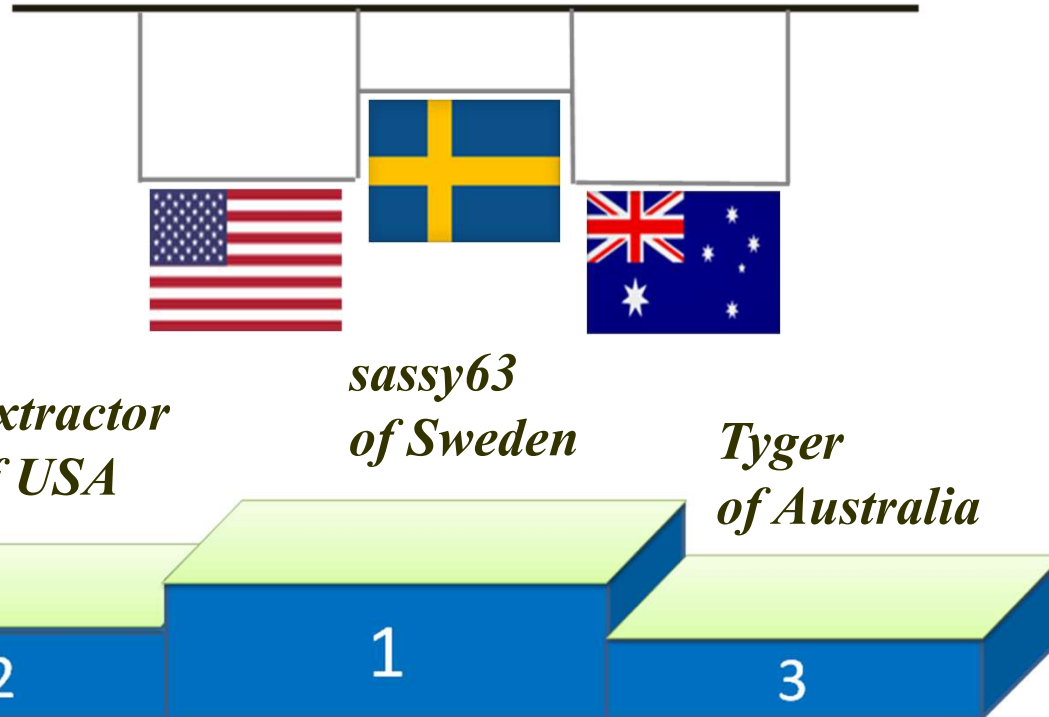 sassy63
of Sweden
xtractor
f USA
Tyger
of Australia
1
2
3